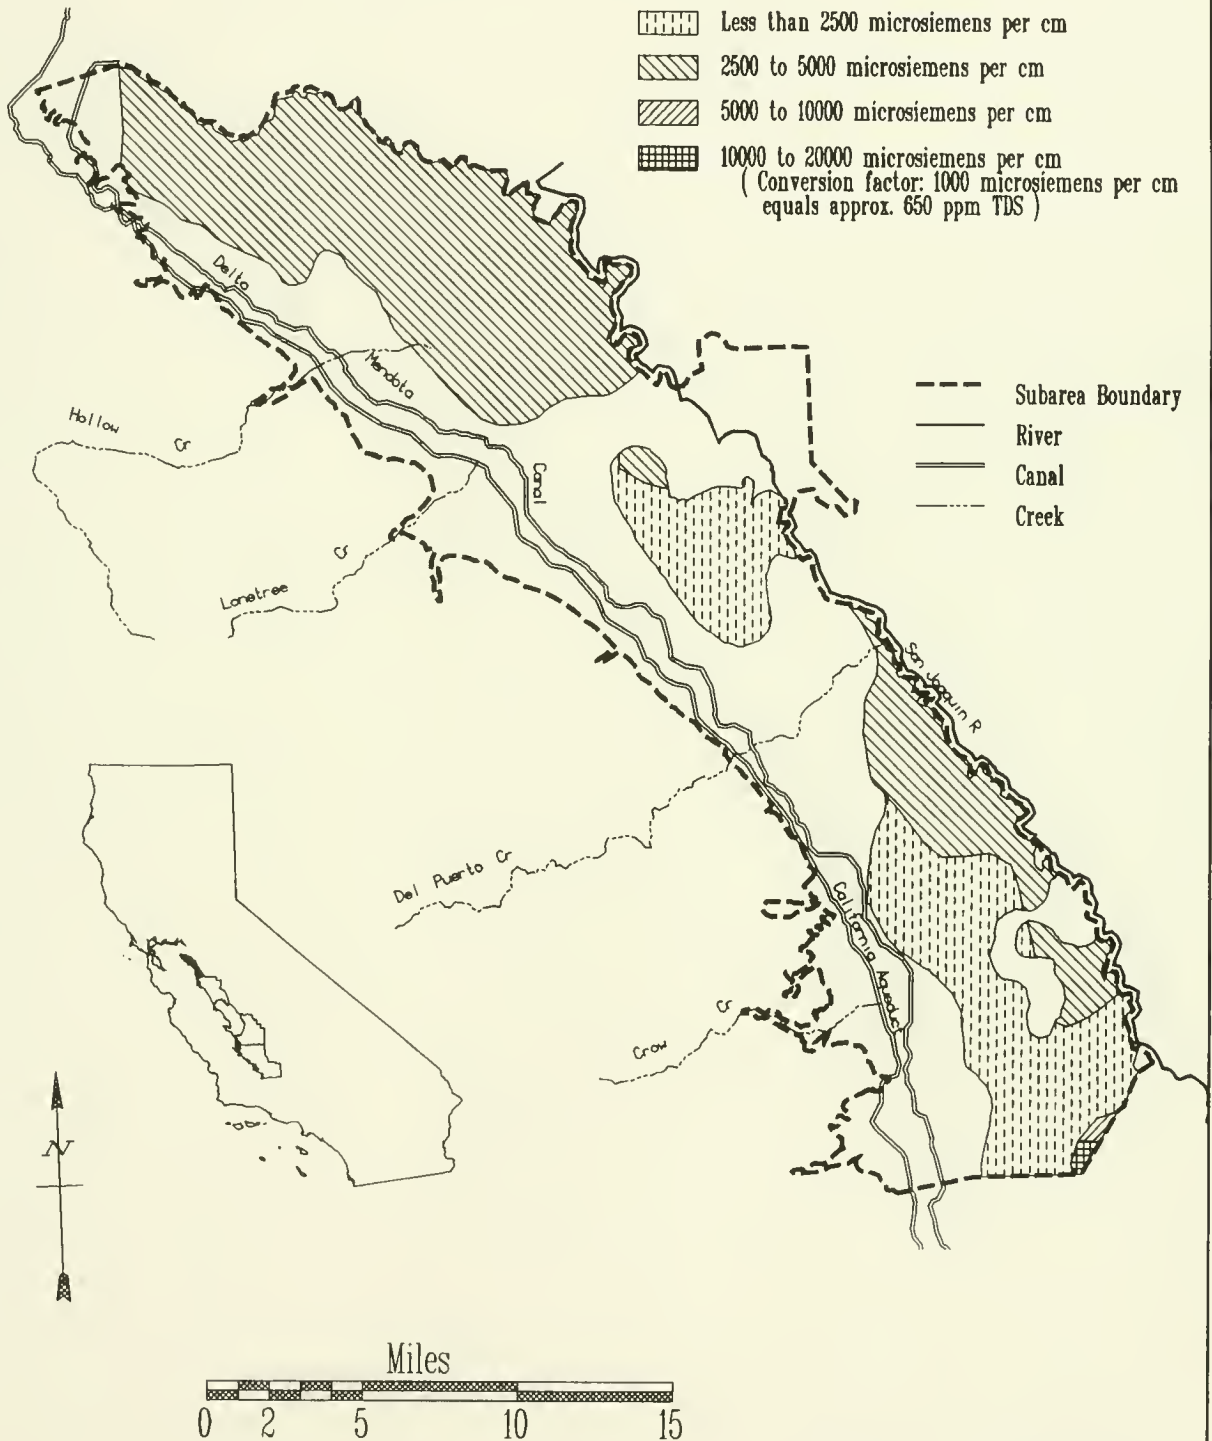 Less than 2500 microsiemens per cm
2500 to 5000 microsiemens per cm
5000 to 10000 microsiemens per cm
10000 to 20000 microsiemens per cm
( Conversion factor: 1000 microsiemens per cm
equals approx. 650 ppm TDS )
Delta
Mendota
Canal
Subarea Boundary
River
Canal
Creek
Hollow Cr
Lonetree Cr
San Joaquin R
Del Puerto Cr
California Aqueduct
Crow Cr
N
Miles
0 2 5 10 15